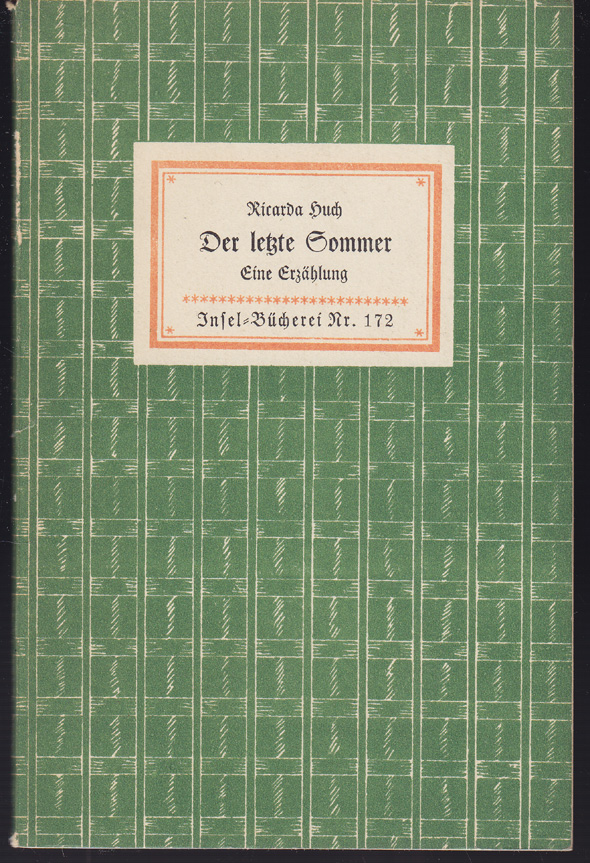 Ricarda Huch
Der letzte Sommer
Eine Erzählung
*************************
Insel-Bücherei Nr. 172